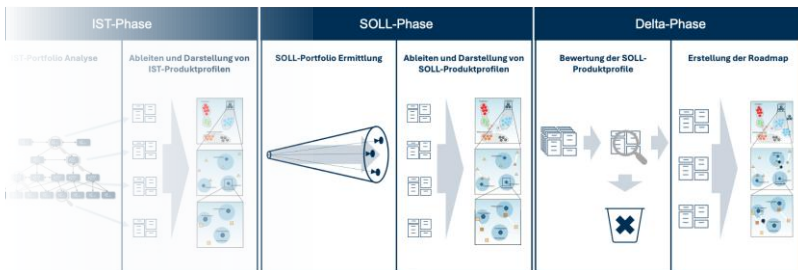 IST-Phase
SOLL-Phase
Delta-Phase
IST-Portfolio Analyse
Ableiten und Darstellung von
IST-Produktprofilen
SOLL-Portfolio Ermittlung
Ableiten und Darstellung von
SOLL-Produktprofilen
Bewertung der SOLL-
Produktprofile
Erstellung der Roadmap